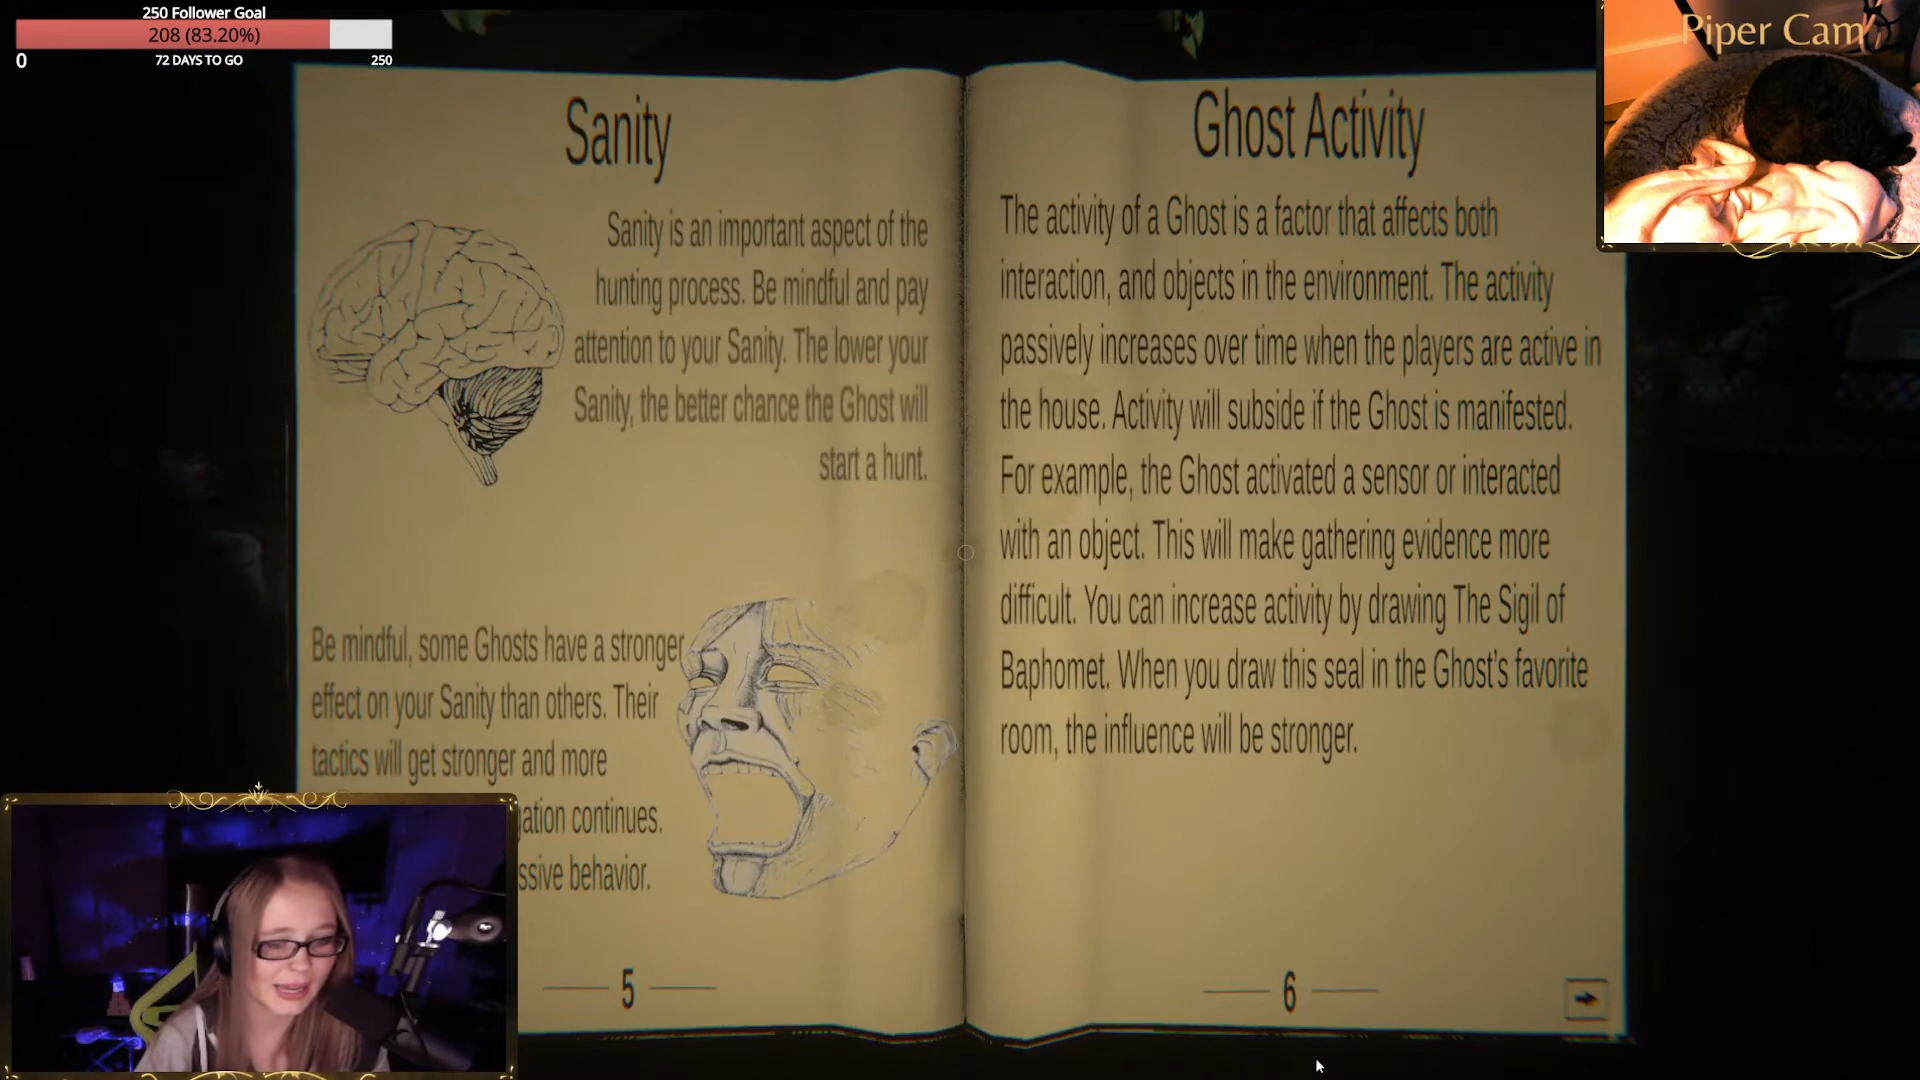 250 Follower Goal
208 (83.20%)
0 72 DAYS TO GO 250
Piper Cam
Sanity
Sanity is an important aspect of the
hunting process. Be mindful and pay
attention to your Sanity. The lower your
Sanity, the better chance the Ghost will
start a hunt.
Be mindful, some Ghosts have a stronger
effect on your Sanity than others. Their
tactics will get stronger and more
gation continues.
ssive behavior.
5
Ghost Activity
The activity of a Ghost is a factor that affects both
interaction, and objects in the environment. The activity
passively increases over time when the players are active in
the house. Activity will subside if the Ghost is manifested.
For example, the Ghost activated a sensor or interacted
with an object. This will make gathering evidence more
difficult. You can increase activity by drawing The Sigil of
Baphomet. When you draw this seal in the Ghost's favorite
room, the influence will be stronger.
6